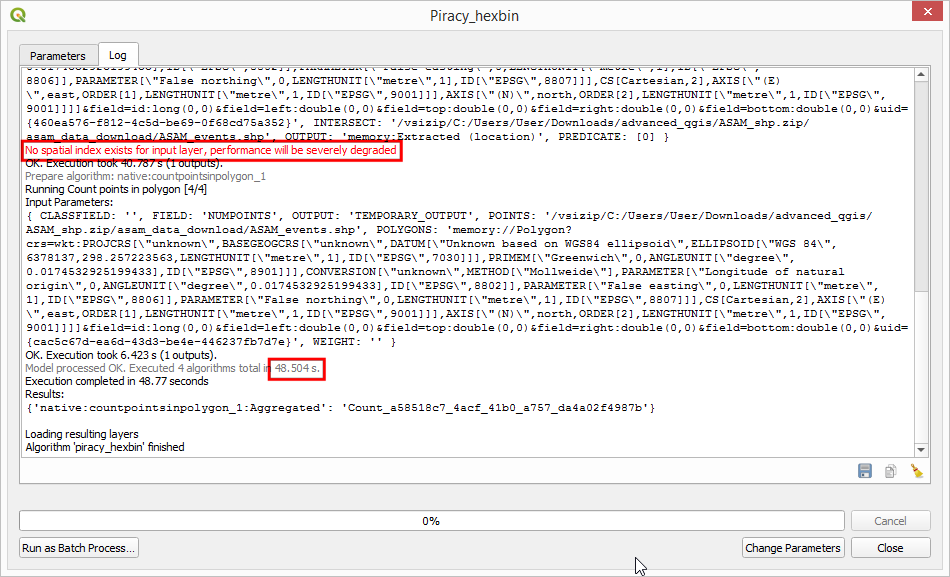 Piracy_hexbin
Parameters
Log
8806]],PARAMETER[\"False northing\",0,LENGTHUNIT[\"metre\",1],ID[\"EPSG\",8807]]],CS[Cartesian,2],AXIS[\"(E)
\",east,ORDER[1],LENGTHUNIT[\"metre\",1,ID[\"EPSG\",9001]]],AXIS[\"(N)\",north,ORDER[2],LENGTHUNIT[\"metre\",1,ID[\"EPSG\",
9001]]]]&field=id:long(0,0)&field=left:double(0,0)&field=top:double(0,0)&field=right:double(0,0)&field=bottom:double(0,0)&uid=
{460ea576-f812-4c5d-be69-0f68cd75a352}', INTERSECT: '/vsizip/C:/Users/User/Downloads/advanced_qgis/ASAM_shp.zip/
asam_data_download/ASAM_events.shp', OUTPUT: 'memory:Extracted (location)', PREDICATE: [0] }
No spatial index exists for input layer, performance will be severely degraded
OK. Execution took 40.787 s (1 outputs).
Prepare algorithm: native:countpointsinpolygon_1
Running Count points in polygon [4/4]
Input Parameters:
{ CLASSFIELD: '', FIELD: 'NUMPOINTS', OUTPUT: 'TEMPORARY_OUTPUT', POINTS: '/vsizip/C:/Users/User/Downloads/advanced_qgis/
ASAM_shp.zip/asam_data_download/ASAM_events.shp', POLYGONS: 'memory://Polygon?
crs=wkt:PROJCRS[\"unknown\",BASEGEOGCRS[\"unknown\",DATUM[\"Unknown based on WGS84 ellipsoid\",ELLIPSOID[\"WGS 84\",
6378137,298.257223563,LENGTHUNIT[\"metre\",1],ID[\"EPSG\",7030]]],PRIMEM[\"Greenwich\",0,ANGLEUNIT[\"degree\",
0.0174532925199433],ID[\"EPSG\",8901]]],CONVERSION[\"unknown\",METHOD[\"Mollweide\"],PARAMETER[\"Longitude of natural
origin\",0,ANGLEUNIT[\"degree\",0.0174532925199433],ID[\"EPSG\",8802]],PARAMETER[\"False easting\",0,LENGTHUNIT[\"metre\",
1],ID[\"EPSG\",8806]],PARAMETER[\"False northing\",0,LENGTHUNIT[\"metre\",1],ID[\"EPSG\",8807]]],CS[Cartesian,2],AXIS[\"(E)
\",east,ORDER[1],LENGTHUNIT[\"metre\",1,ID[\"EPSG\",9001]]],AXIS[\"(N)\",north,ORDER[2],LENGTHUNIT[\"metre\",1,ID[\"EPSG\",
9001]]]]&field=id:long(0,0)&field=left:double(0,0)&field=top:double(0,0)&field=right:double(0,0)&field=bottom:double(0,0)&uid=
{cac5c67d-ea6d-43d3-be4e-446237fb7d7e}', WEIGHT: '' }
OK. Execution took 6.423 s (1 outputs).
Model processed OK. Executed 4 algorithms total in 48.504 s.
Execution completed in 48.77 seconds
Results:
{'native:countpointsinpolygon_1:Aggregated': 'Count_a58518c7_4acf_41b0_a757_da4a02f4987b'}
Loading resulting layers
Algorithm 'piracy_hexbin' finished
0%
Cancel
Run as Batch Process...
Change Parameters
Close